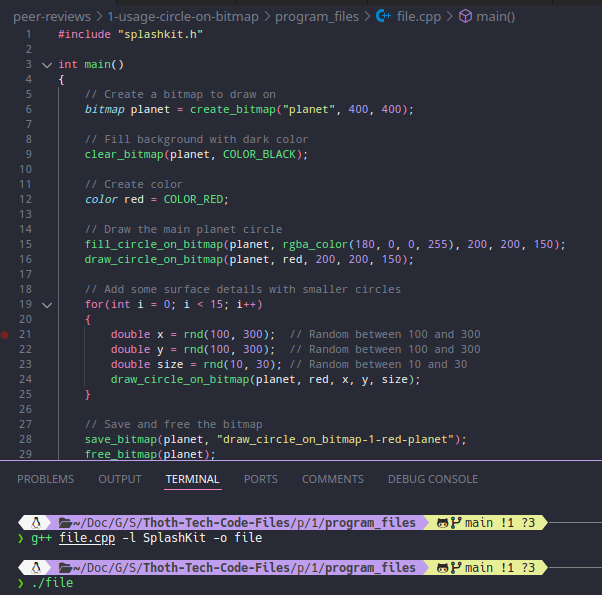 peer-reviews > 1-usage-circle-on-bitmap > program_files > file.cpp > main()
1 #include "splashkit.h"
2
3 int main()
4 {
5 // Create a bitmap to draw on
6 bitmap planet = create_bitmap("planet", 400, 400);
7
8 // Fill background with dark color
9 clear_bitmap(planet, COLOR_BLACK);
10
11 // Create color
12 color red = COLOR_RED;
13
14 // Draw the main planet circle
15 fill_circle_on_bitmap(planet, rgba_color(180, 0, 0, 255), 200, 200, 150);
16 draw_circle_on_bitmap(planet, red, 200, 200, 150);
17
18 // Add some surface details with smaller circles
19 for(int i = 0; i < 15; i++)
20 {
21 double x = rnd(100, 300);  // Random between 100 and 300
22 double y = rnd(100, 300);  // Random between 100 and 300
23 double size = rnd(10, 30); // Random between 10 and 30
24 draw_circle_on_bitmap(planet, red, x, y, size);
25 }
26
27 // Save and free the bitmap
28 save_bitmap(planet, "draw_circle_on_bitmap-1-red-planet");
29 free_bitmap(planet);
PROBLEMS OUTPUT TERMINAL PORTS COMMENTS DEBUG CONSOLE
~/Doc/G/S/Thoth-Tech-Code-Files/p/1/program_files main !1 ?3
❯ g++ file.cpp -l SplashKit -o file
~/Doc/G/S/Thoth-Tech-Code-Files/p/1/program_files main !1 ?3
❯ ./file